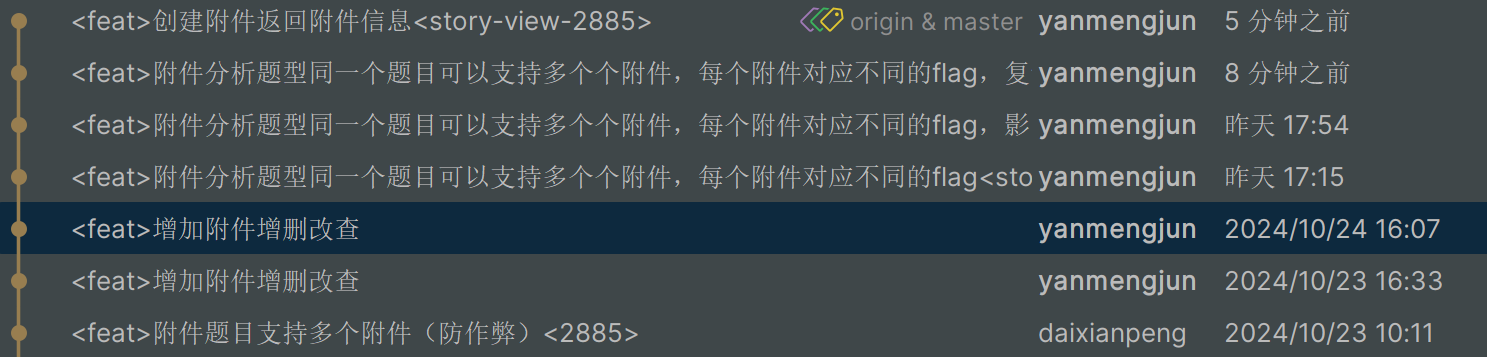 <feat>创建附件返回附件信息<story-view-2885> origin & master yanmengjun 5 分钟之前
<feat>附件分析题型同一个题目可以支持多个个附件，每个附件对应不同的flag，复 yanmengjun 8 分钟之前
<feat>附件分析题型同一个题目可以支持多个个附件，每个附件对应不同的flag，影 yanmengjun 昨天 17:54
<feat>附件分析题型同一个题目可以支持多个个附件，每个附件对应不同的flag<sto yanmengjun 昨天 17:15
<feat>增加附件增删改查 yanmengjun 2024/10/24 16:07
<feat>增加附件增删改查 yanmengjun 2024/10/23 16:33
<feat>附件题目支持多个附件（防作弊）<2885> daixianpeng 2024/10/23 10:11